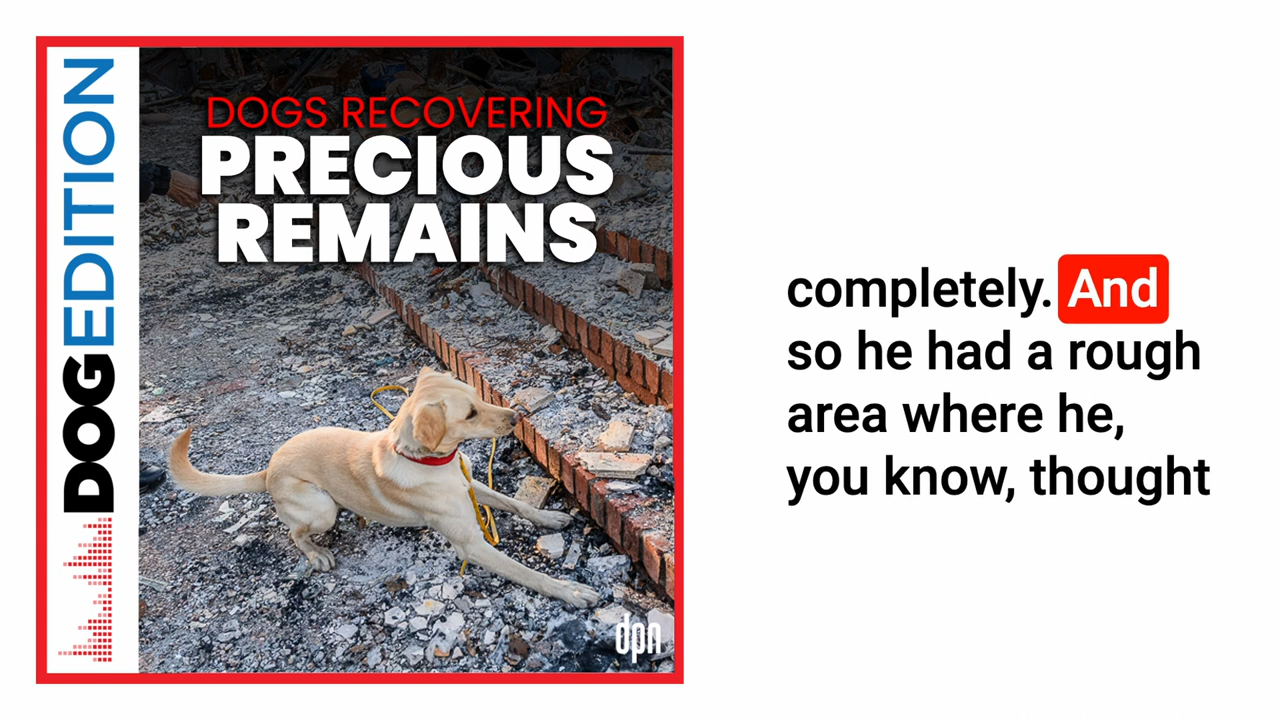 DOGEDITION
DOGS RECOVERING
PRECIOUS
REMAINS
dpn
completely. And
so he had a rough
area where he,
you know, thought